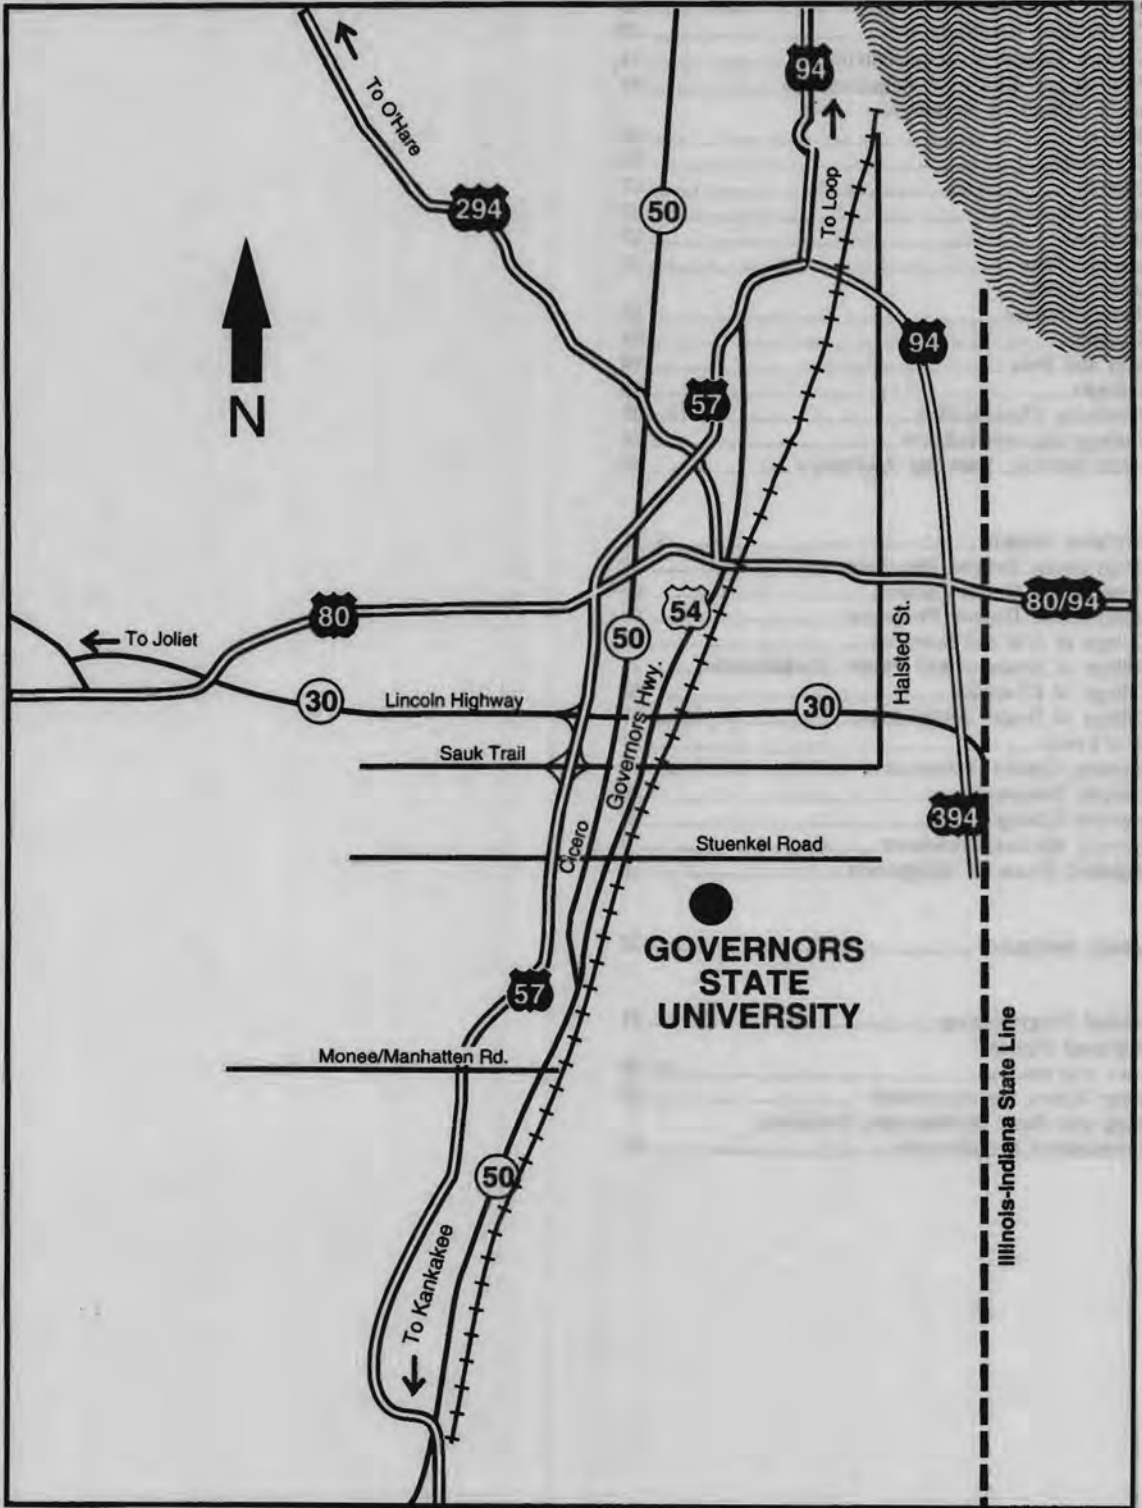 94
To O'Hare
To Loop
294
50
94
N
57
80
54
80/94
To Joliet
50
Halsted St.
30
Lincoln Highway
30
Governors Hwy.
Sauk Trail
394
Cicero
Stuenkel Road
GOVERNORS
STATE
UNIVERSITY
57
Monee/Manhatten Rd.
Illinois-Indiana State Line
50
To Kankakee